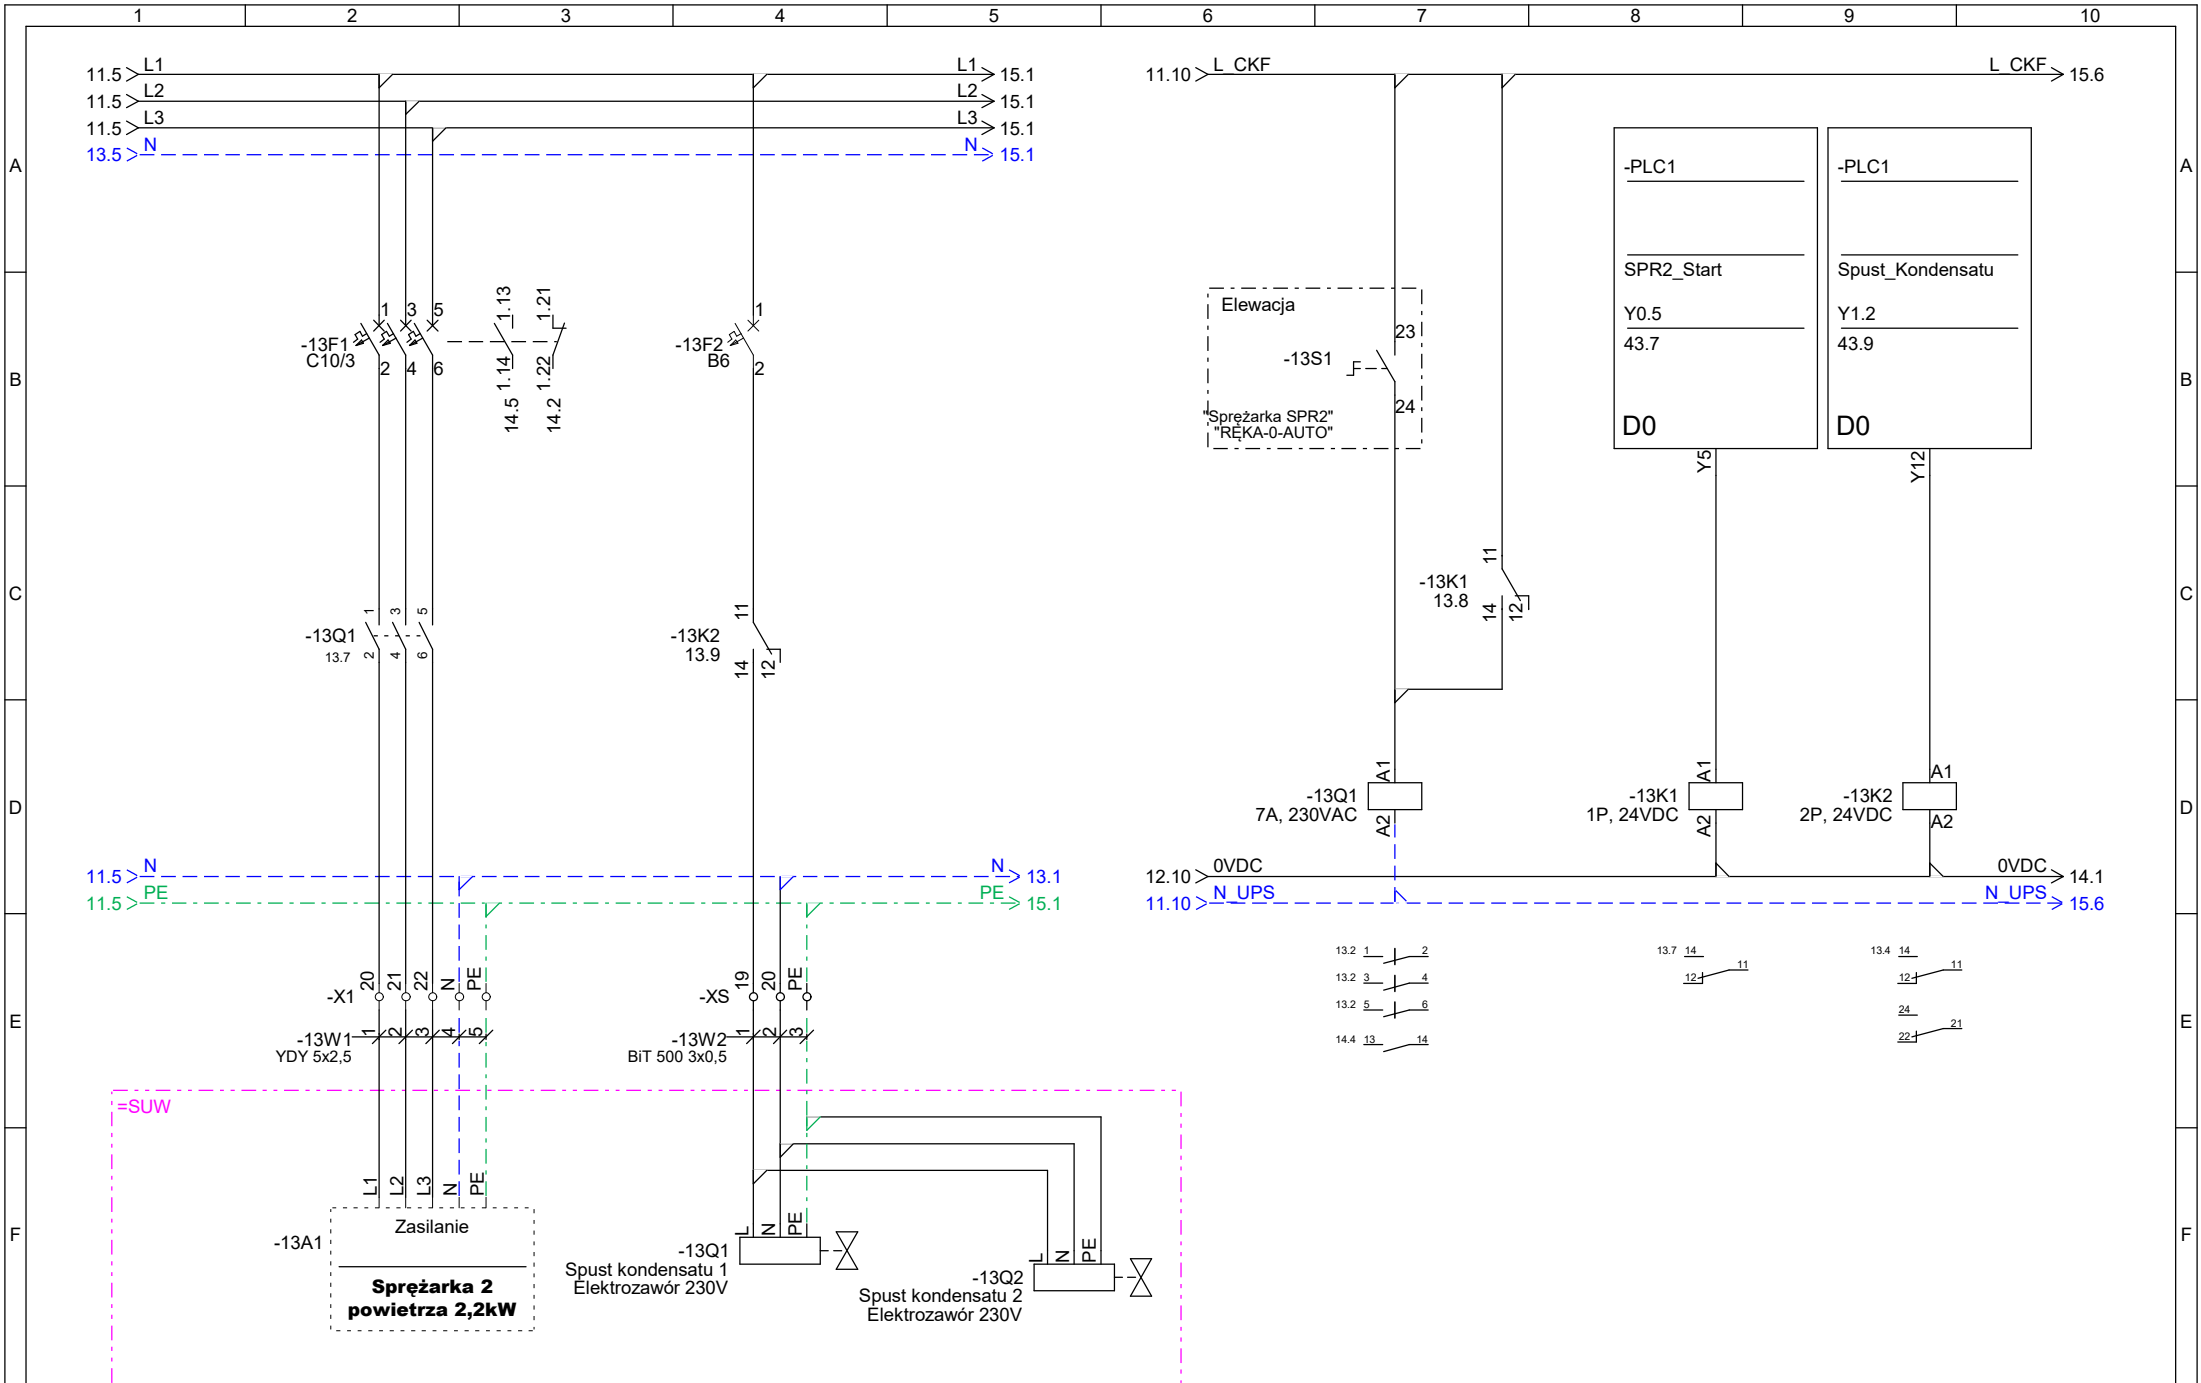 1 2 3 4 5 6 7 8 9 10
11.5 L1 L1 15.1
11.5 L2 L2 15.1
11.5 L3 L3 15.1
13.5 N N 15.1
11.10 L_CKF L_CKF 15.6
A A
-PLC1
SPR2_Start
Y0.5
43.7
D0
Y5
-PLC1
Spust_Kondensatu
Y1.2
43.9
D0
Y12
B B
-13F1
C10/3
1 3 5
2 4 6
1.13 1.21
1.14 1.22
14.5 14.2
-13F2
B6
1
2
Elewacja
-13S1
23
24
"Sprężarka SPR2"
"RĘKA-0-AUTO"
C C
-13Q1
13.7
1 3 5
2 4 6
-13K2
13.9
11
14 12
-13K1
13.8
11
14 12
D D
-13Q1
7A, 230VAC
A1
A2
-13K1
1P, 24VDC
A1
A2
-13K2
2P, 24VDC
A1
A2
11.5 N N 13.1
11.5 PE PE 15.1
12.10 0VDC 0VDC 14.1
11.10 N_UPS N_UPS 15.6
E E
-X1
20 21 22 N PE
-13W1
YDY 5x2,5
1 2 3 4 5
-XS
19 20 PE
-13W2
BiT 500 3x0,5
1 2 3
13.2 1 2
13.2 3 4
13.2 5 6
14.4 13 14
13.7 14
12 11
13.4 14
12 11
24
22 21
=SUW
F F
L1 L2 L3 N PE
-13A1
Zasilanie
Sprężarka 2
powietrza 2,2kW
L N PE
-13Q1
Spust kondensatu 1
Elektrozawór 230V
L N PE
-13Q2
Spust kondensatu 2
Elektrozawór 230V